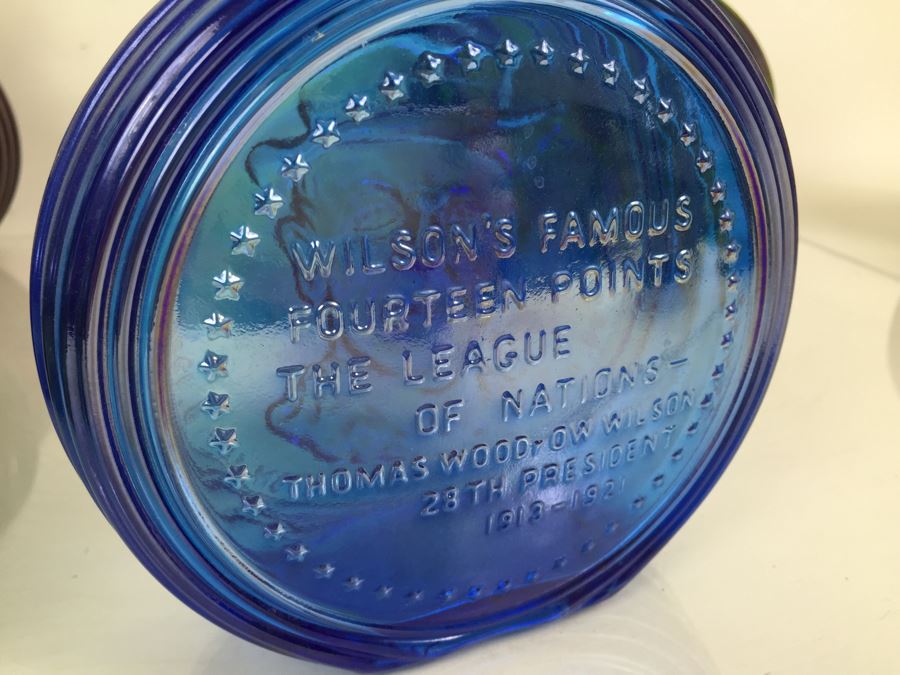 WILSON'S FAMOUS
FOURTEEN POINTS
THE LEAGUE
OF NATIONS—
THOMAS WOODrOW WILSON
28TH PRESIDENT
1913-1921